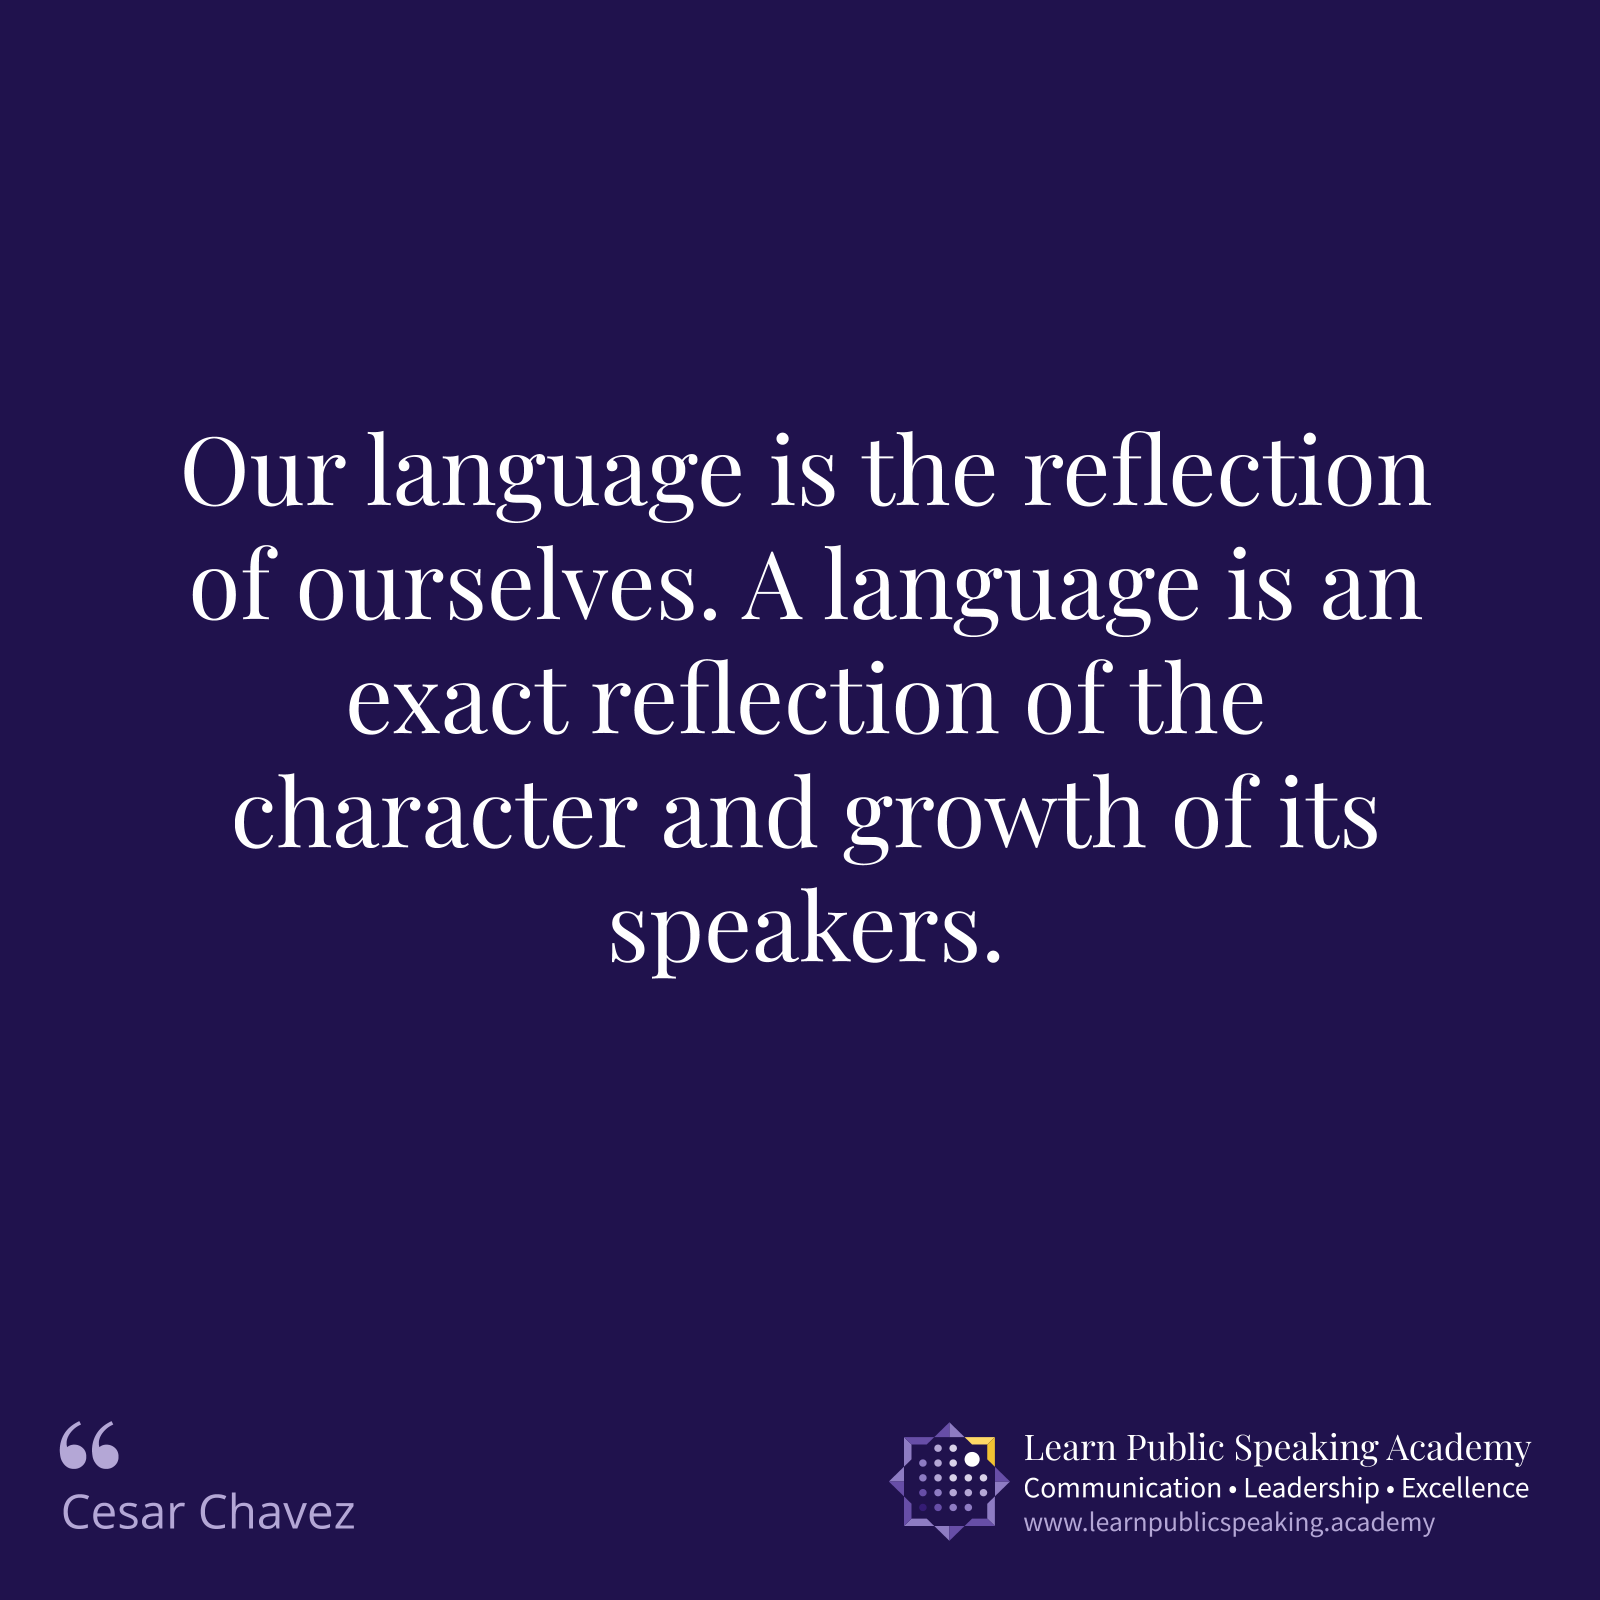 Our language is the reflection
of ourselves. A language is an
exact reflection of the
character and growth of its
speakers.
“
Cesar Chavez
Learn Public Speaking Academy
Communication • Leadership • Excellence
www.learnpublicspeaking.academy